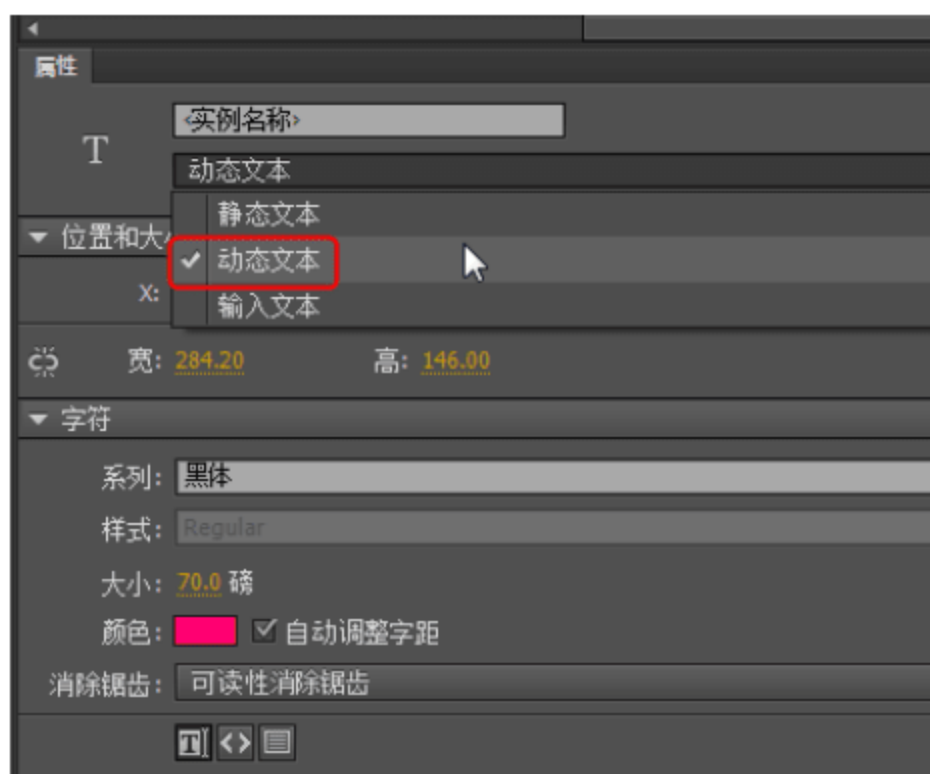 属性
T
<实例名称>
动态文本
静态文本
位置和大
动态文本
X:
输入文本
宽: 284.20 高: 146.00
字符
系列: 黑体
样式: Regular
大小: 70.0 磅
颜色: 自动调整字距
消除锯齿: 可读性消除锯齿
T <>